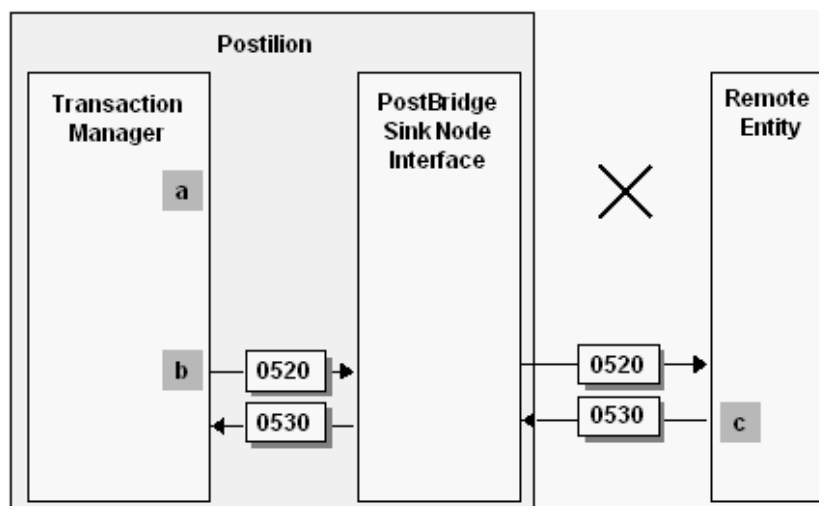 Postilion
Transaction
Manager
PostBridge
Sink Node
Interface
Remote
Entity
a
b
0520
0520
0530
0530
c